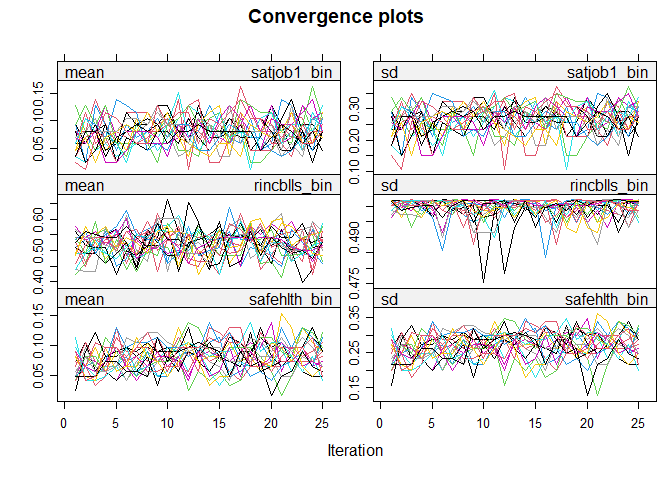 Convergence plots
mean satjob1_bin
sd satjob1_bin
0.05 0.10 0.15
0.10 0.20 0.30
mean rincblls_bin
sd rincblls_bin
0.40 0.50 0.60
0.475 0.490
mean safehlth_bin
sd safehlth_bin
0.05 0.10 0.15
0.15 0.25 0.35
0 5 10 15 20 25
0 5 10 15 20 25
Iteration